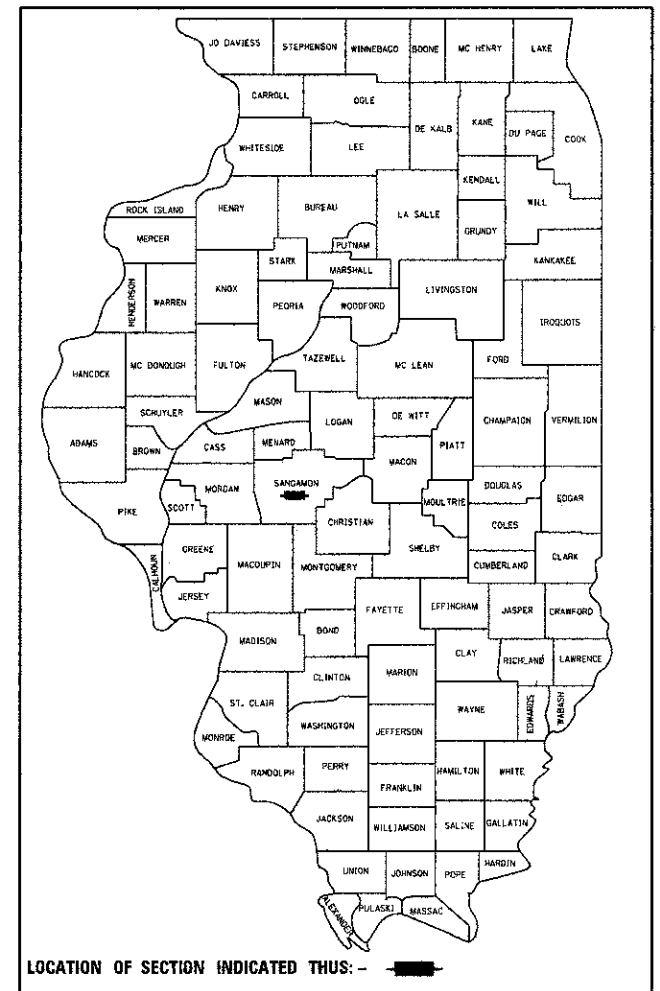 JO DAVIESS STEPHENSON WINNEBAGO BOONE MC HENRY LAKE
CARROLL OGLE
DE KALB KANE DU PAGE COOK
WHITESIDE LEE
KENDALL WILL
ROCK ISLAND HENRY BUREAU LA SALLE GRUNDY
MERCER PUTNAM
STARK MARSHALL KANKAKEE
HENDERSON WARREN KNOX PEORIA WOODFORD LIVINGSTON IROQUOIS
HANCOCK MC DONOUGH FULTON TAZEWELL MC LEAN FORD
SCHUYLER MASON LOGAN DE WITT CHAMPAION VERMILION
ADAMS BROWN CASS MENARD MACON PIATT
PIKE SCOTT MORDAN SANGAMON CHRISTIAN MOULTRIE DOUGLAS EDGAR
COLES
CALHOUN GREENE MACOUPIN MONTGOMERY SHELBY CUMBERLAND CLARK
JERSEY FAYETTE EFFINGHAM JASPER CRAWFORD
MADISON BOND
CLAY RICHLAND LAWRENCE
CLINTON MARION
ST. CLAIR WAYNE EDWARDS WABASH
MONROE WASHINGTON JEFFERSON
RANDOLPH PERRY HAMILTON WHITE
FRANKLIN
JACKSON WILLIAMSON SALINE GALLATIN
UNION JOHNSON POPE HARDIN
ALEXANDER PULASKI MASSAC
LOCATION OF SECTION INDICATED THUS: -